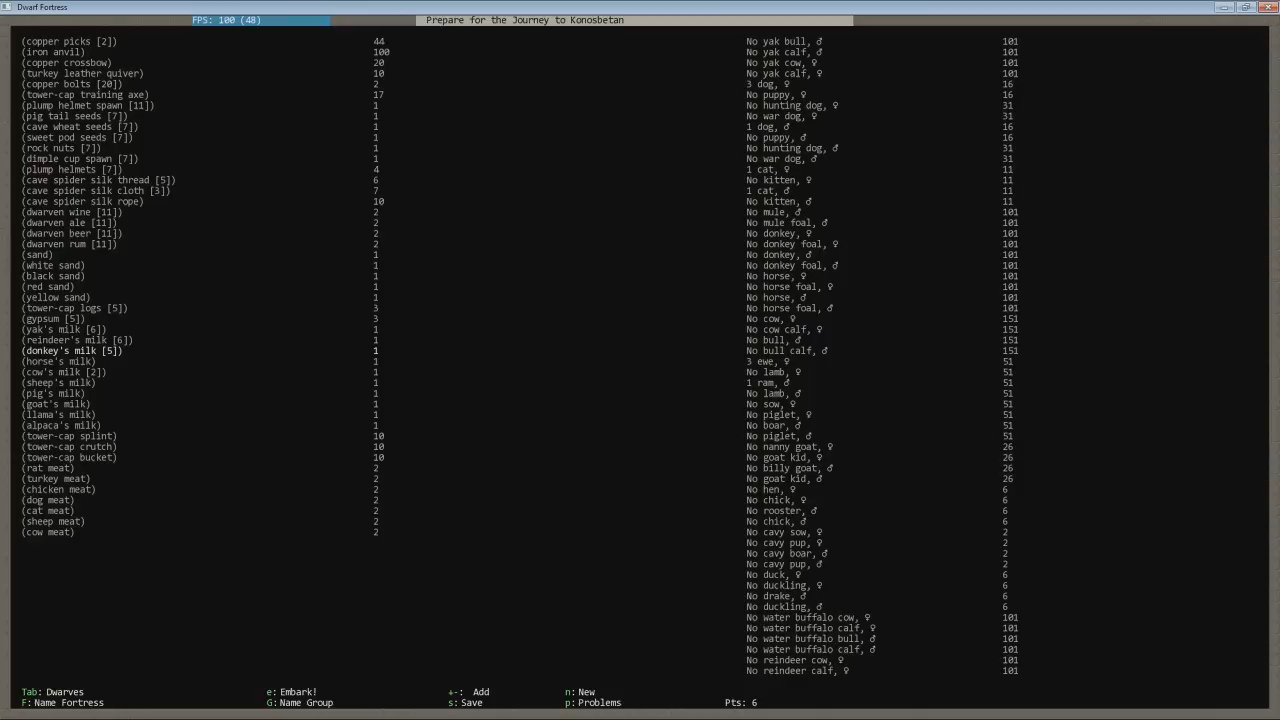 Dwarf Fortress
FPS: 100 (48) Prepare for the Journey to Konosbetan
(copper picks [2]) 44 No yak bull, ♂ 101
(iron anvil) 100 No yak calf, ♂ 101
(copper crossbow) 20 No yak cow, ♀ 101
(turkey leather quiver) 10 No yak calf, ♀ 101
(copper bolts [20]) 2 3 dog, ♀ 16
(tower-cap training axe) 17 No puppy, ♀ 16
(plump helmet spawn [11]) 1 No hunting dog, ♀ 31
(pig tail seeds [7]) 1 No war dog, ♀ 31
(cave wheat seeds [7]) 1 1 dog, ♂ 16
(sweet pod seeds [7]) 1 No puppy, ♂ 16
(rock nuts [7]) 1 No hunting dog, ♂ 31
(dimple cup spawn [7]) 1 No war dog, ♂ 31
(plump helmets [7]) 4 1 cat, ♀ 11
(cave spider silk thread [5]) 6 No kitten, ♀ 11
(cave spider silk cloth [3]) 7 1 cat, ♂ 11
(cave spider silk rope) 10 No kitten, ♂ 11
(dwarven wine [11]) 2 No mule, ♂ 101
(dwarven ale [11]) 2 No mule foal, ♂ 101
(dwarven beer [11]) 2 No donkey, ♀ 101
(dwarven rum [11]) 2 No donkey foal, ♀ 101
(sand) 1 No donkey, ♂ 101
(white sand) 1 No donkey foal, ♂ 101
(black sand) 1 No horse, ♀ 101
(red sand) 1 No horse foal, ♀ 101
(yellow sand) 1 No horse, ♂ 101
(tower-cap logs [5]) 3 No horse foal, ♂ 101
(gypsum [5]) 3 No cow, ♀ 151
(yak's milk [6]) 1 No cow calf, ♀ 151
(reindeer's milk [6]) 1 No bull, ♂ 151
(donkey's milk [5]) 1 No bull calf, ♂ 151
(horse's milk) 1 3 ewe, ♀ 51
(cow's milk [2]) 1 No lamb, ♀ 51
(sheep's milk) 1 1 ram, ♂ 51
(pig's milk) 1 No lamb, ♂ 51
(goat's milk) 1 No sow, ♀ 51
(llama's milk) 1 No piglet, ♀ 51
(alpaca's milk) 1 No boar, ♂ 51
(tower-cap splint) 10 No piglet, ♂ 51
(tower-cap crutch) 10 No nanny goat, ♀ 26
(tower-cap bucket) 10 No goat kid, ♀ 26
(rat meat) 2 No billy goat, ♂ 26
(turkey meat) 2 No goat kid, ♂ 26
(chicken meat) 2 No hen, ♀ 6
(dog meat) 2 No chick, ♀ 6
(cat meat) 2 No rooster, ♂ 6
(sheep meat) 2 No chick, ♂ 6
(cow meat) 2 No cavy sow, ♀ 2
No cavy pup, ♀ 2
No cavy boar, ♂ 2
No cavy pup, ♂ 2
No duck, ♀ 6
No duckling, ♀ 6
No drake, ♂ 6
No duckling, ♂ 6
No water buffalo cow, ♀ 101
No water buffalo calf, ♀ 101
No water buffalo bull, ♂ 101
No water buffalo calf, ♂ 101
No reindeer cow, ♀ 101
No reindeer calf, ♀ 101
Tab: Dwarves e: Embark! +-: Add n: New
F: Name Fortress G: Name Group s: Save p: Problems Pts: 6